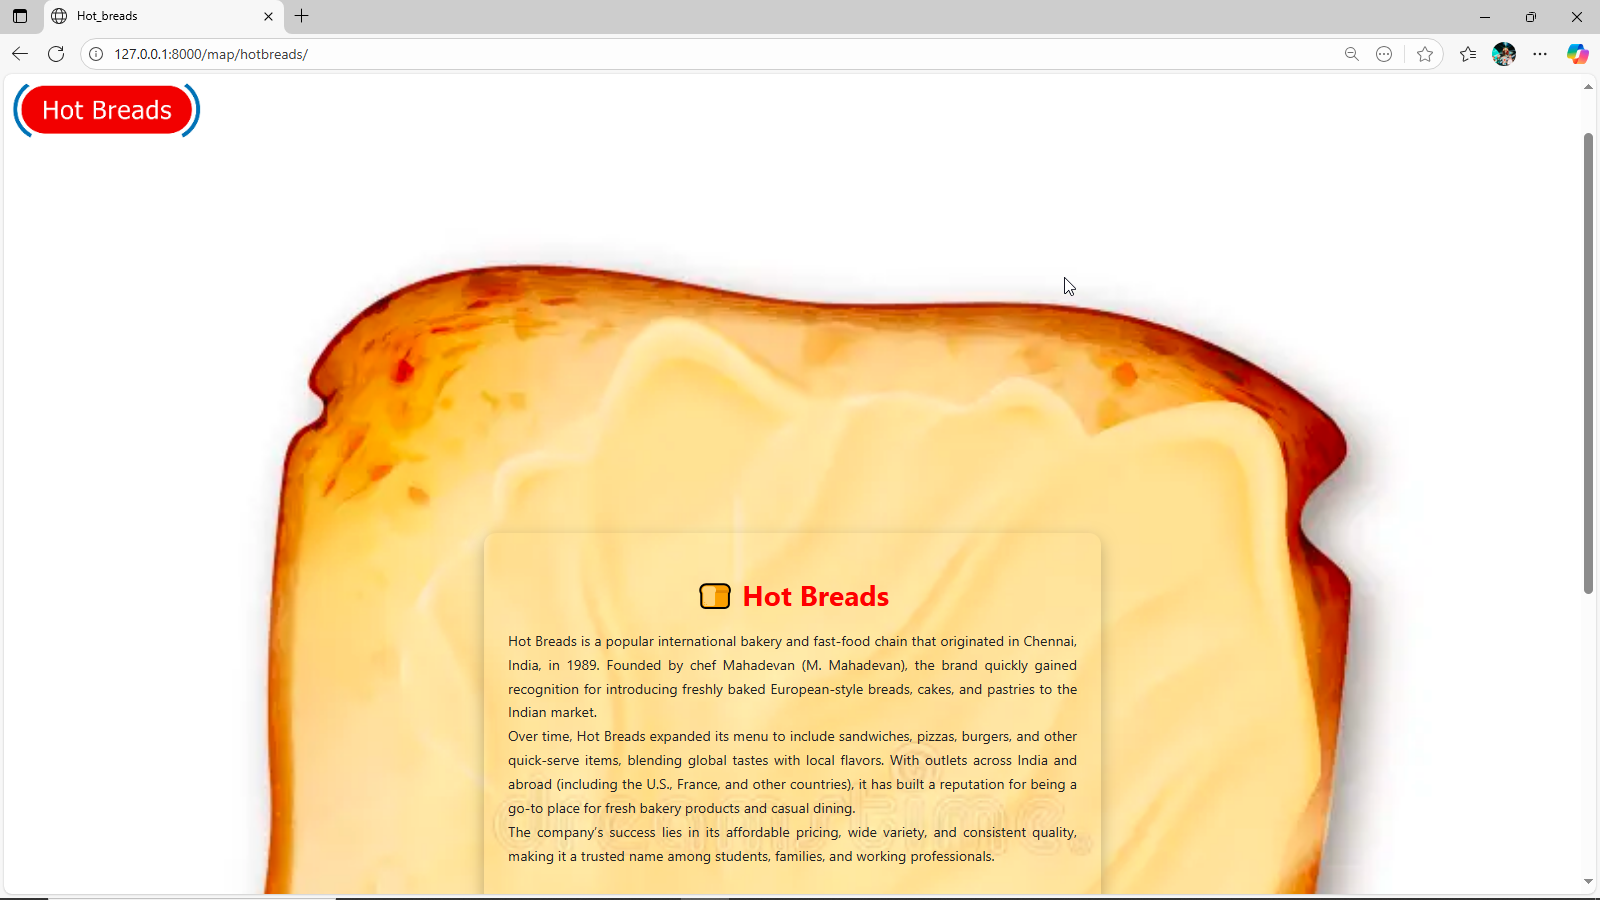 Hot_breads
127.0.0.1:8000/map/hotbreads/
Hot Breads
Hot Breads
Hot Breads is a popular international bakery and fast-food chain that originated in Chennai,
India, in 1989. Founded by chef Mahadevan (M. Mahadevan), the brand quickly gained
recognition for introducing freshly baked European-style breads, cakes, and pastries to the
Indian market.
Over time, Hot Breads expanded its menu to include sandwiches, pizzas, burgers, and other
quick-serve items, blending global tastes with local flavors. With outlets across India and
abroad (including the U.S., France, and other countries), it has built a reputation for being a
go-to place for fresh bakery products and casual dining.
The company's success lies in its affordable pricing, wide variety, and consistent quality,
making it a trusted name among students, families, and working professionals.
dreamstime